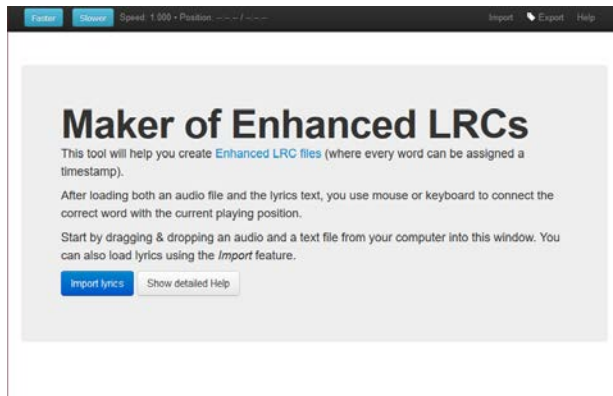 Faster Slower Speed: 1.000 • Position: --:--.-- / --:--.-- Import Export Help
Maker of Enhanced LRCs
This tool will help you create Enhanced LRC files (where every word can be assigned a
timestamp).
After loading both an audio file and the lyrics text, you use mouse or keyboard to connect the
correct word with the current playing position.
Start by dragging & dropping an audio and a text file from your computer into this window. You
can also load lyrics using the Import feature.
Import lyrics Show detailed Help